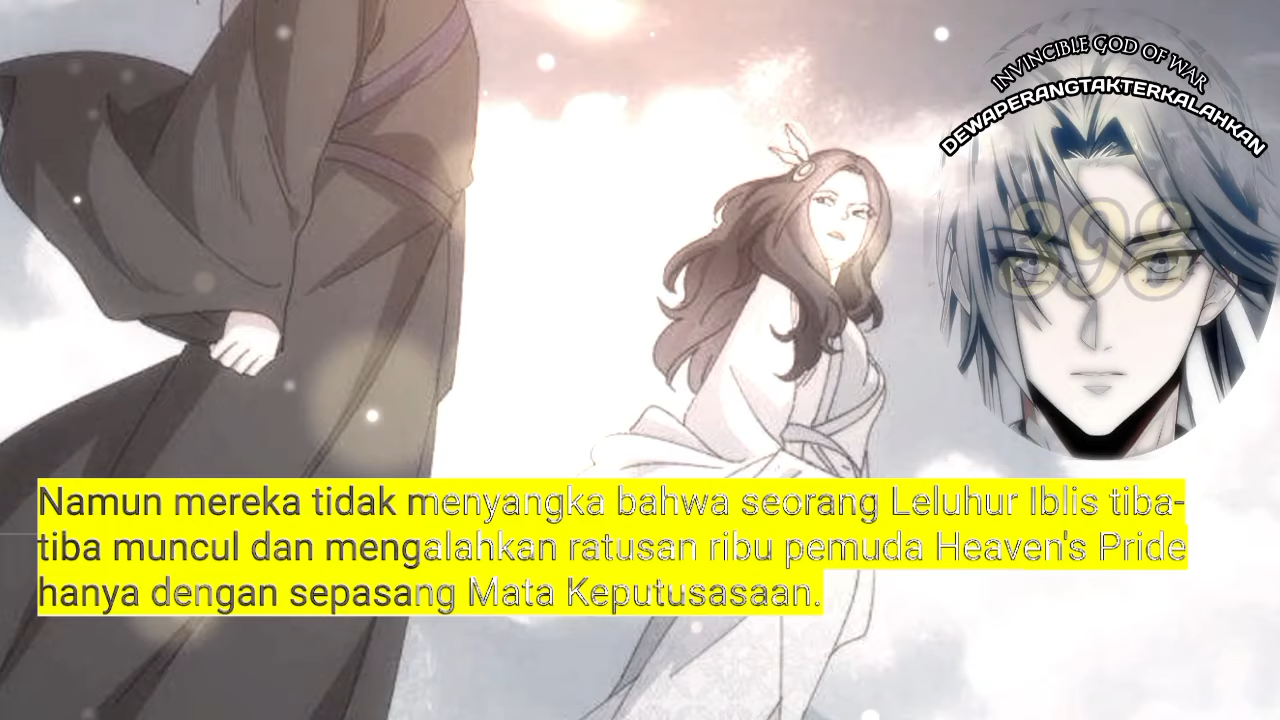 INVINCIBLE GOD OF WAR
DEWAPERANGTAKTERKALAHKAN
398
Namun mereka tidak menyangka bahwa seorang Leluhur Iblis tiba-
tiba muncul dan mengalahkan ratusan ribu pemuda Heaven's Pride
hanya dengan sepasang Mata Keputusasaan.